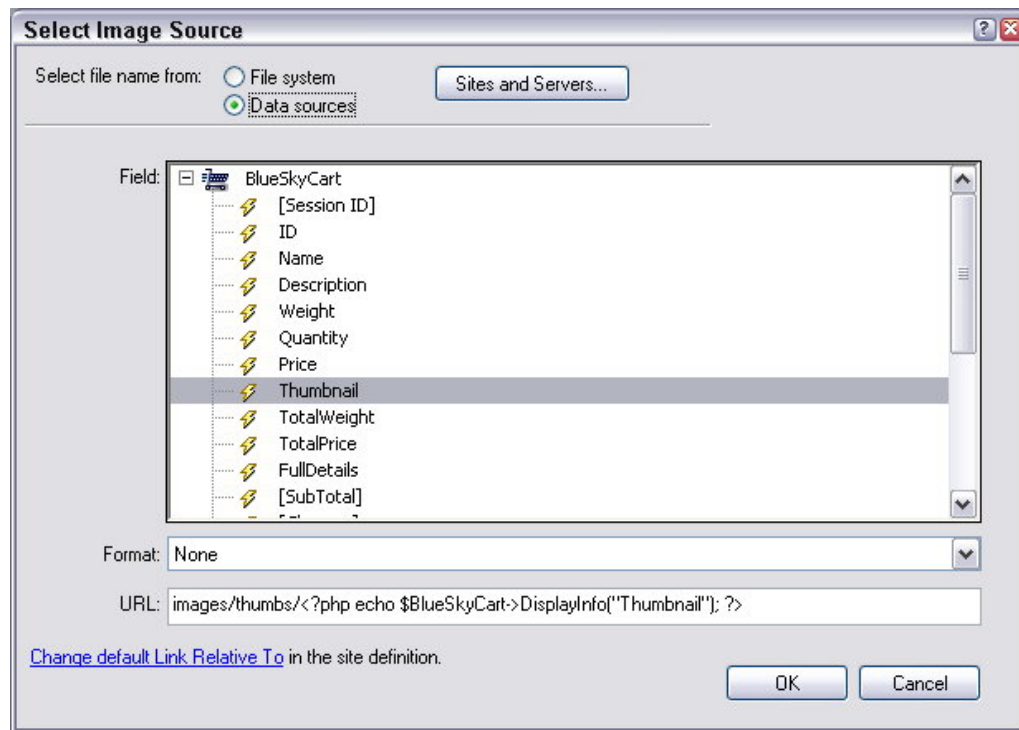 Select Image Source
Select file name from:
File system
Data sources
Sites and Servers...
Field:
BlueSkyCart
[Session ID]
ID
Name
Description
Weight
Quantity
Price
Thumbnail
TotalWeight
TotalPrice
FullDetails
[SubTotal]
Format: None
URL: images/thumbs/<?php echo $BlueSkyCart->DisplayInfo("Thumbnail"); ?>
Change default Link Relative To in the site definition.
OK Cancel